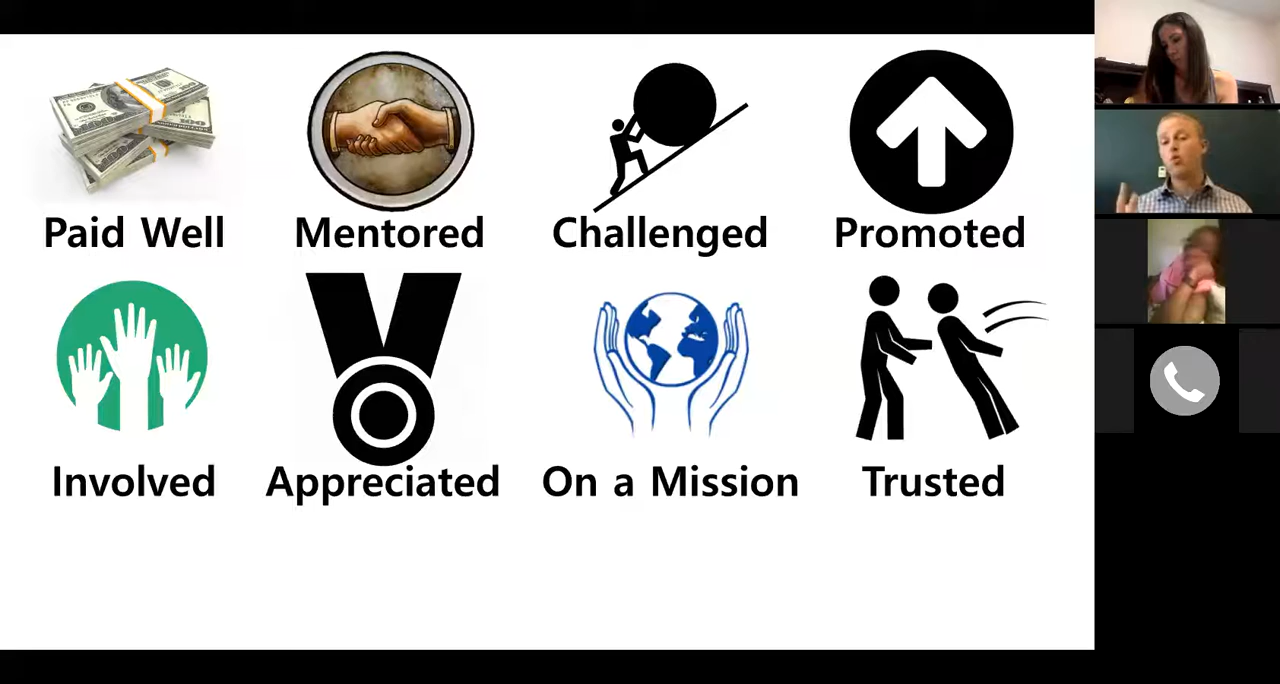 Paid Well
Mentored
Challenged
Promoted
Involved
Appreciated
On a Mission
Trusted